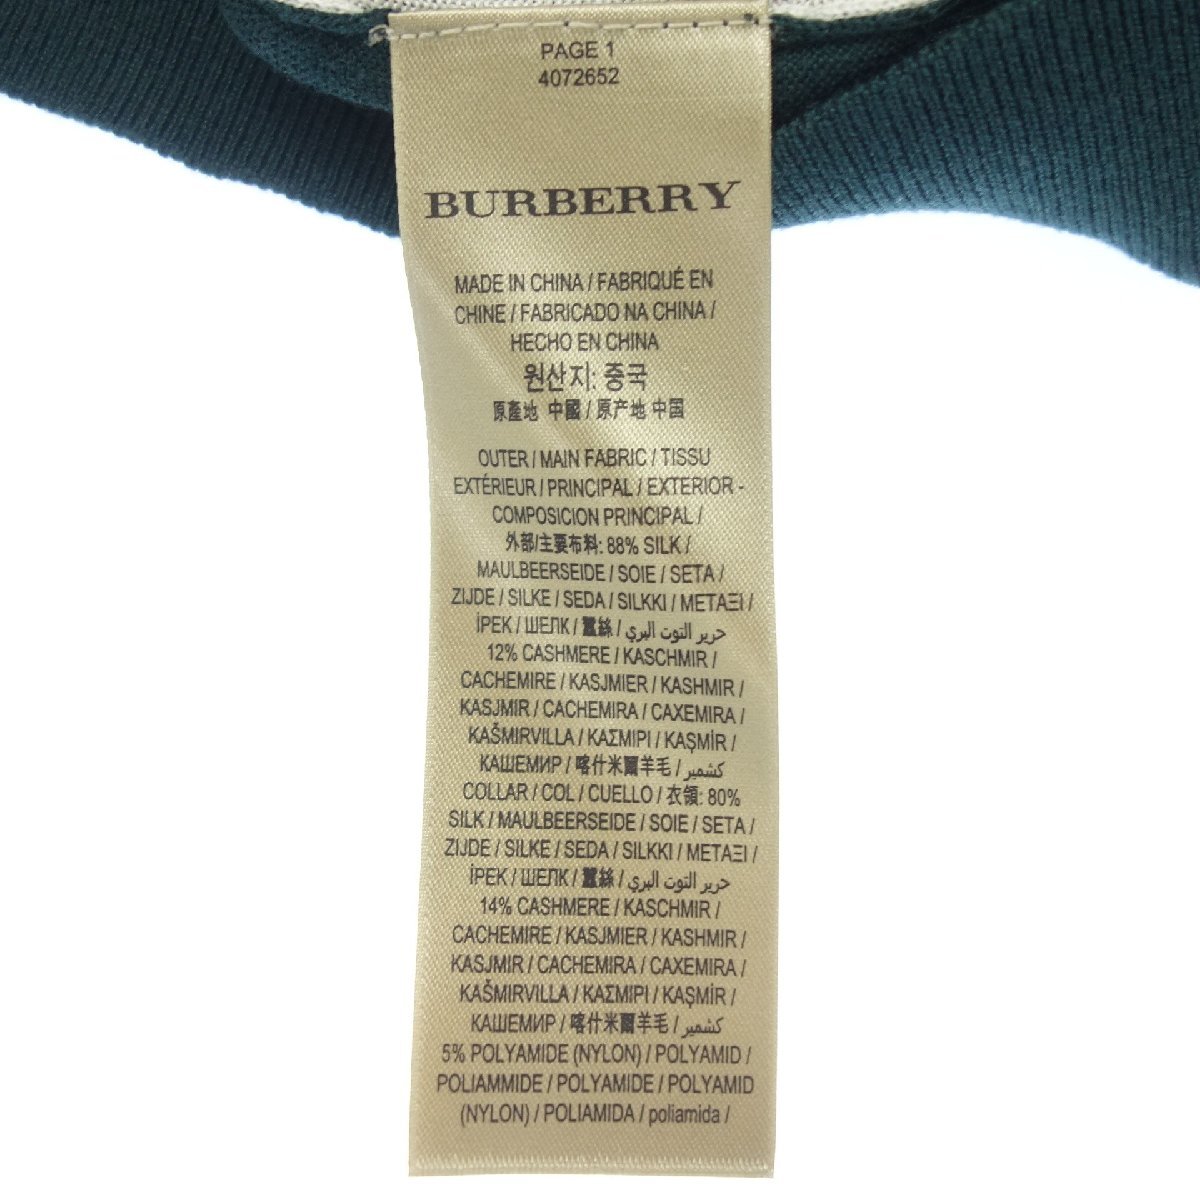 PAGE 1
4072652
BURBERRY
MADE IN CHINA / FABRIQUÉ EN
CHINE / FABRICADO NA CHINA /
HECHO EN CHINA
원산지: 중국
原產地 中國 / 原产地 中国
OUTER / MAIN FABRIC / TISSU
EXTÉRIEUR / PRINCIPAL / EXTERIOR -
COMPOSICION PRINCIPAL /
外部/主要布料: 88% SILK /
MAULBEERSEIDE / SOIE / SETA /
ZIJDE / SILKE / SEDA / SILKKI / ΜΕΤΑΞΙ /
İPEK / ШЕЛК / 蠶絲 / حرير التوت البري /
12% CASHMERE / KASCHMIR /
CACHEMIRE / KASJMIER / KASHMIR /
KASJMIR / CACHEMIRA / CAXEMIRA /
KAŠMIRVILLA / ΚΑΣΜΙΡΙ / KAŞMİR /
КАШЕМИР / 喀什米爾羊毛 / كشمير /
COLLAR / COL / CUELLO / 衣領: 80%
SILK / MAULBEERSEIDE / SOIE / SETA /
ZIJDE / SILKE / SEDA / SILKKI / ΜΕΤΑΞΙ /
İPEK / ШЕЛК / 蠶絲 / حرير التوت البري /
14% CASHMERE / KASCHMIR /
CACHEMIRE / KASJMIER / KASHMIR /
KASJMIR / CACHEMIRA / CAXEMIRA /
KAŠMIRVILLA / ΚΑΣΜΙΡΙ / KAŞMİR /
КАШЕМИР / 喀什米爾羊毛 / كشمير /
5% POLYAMIDE (NYLON) / POLYAMID /
POLIAMMIDE / POLYAMIDE / POLYAMID
(NYLON) / POLIAMIDA / poliamida /